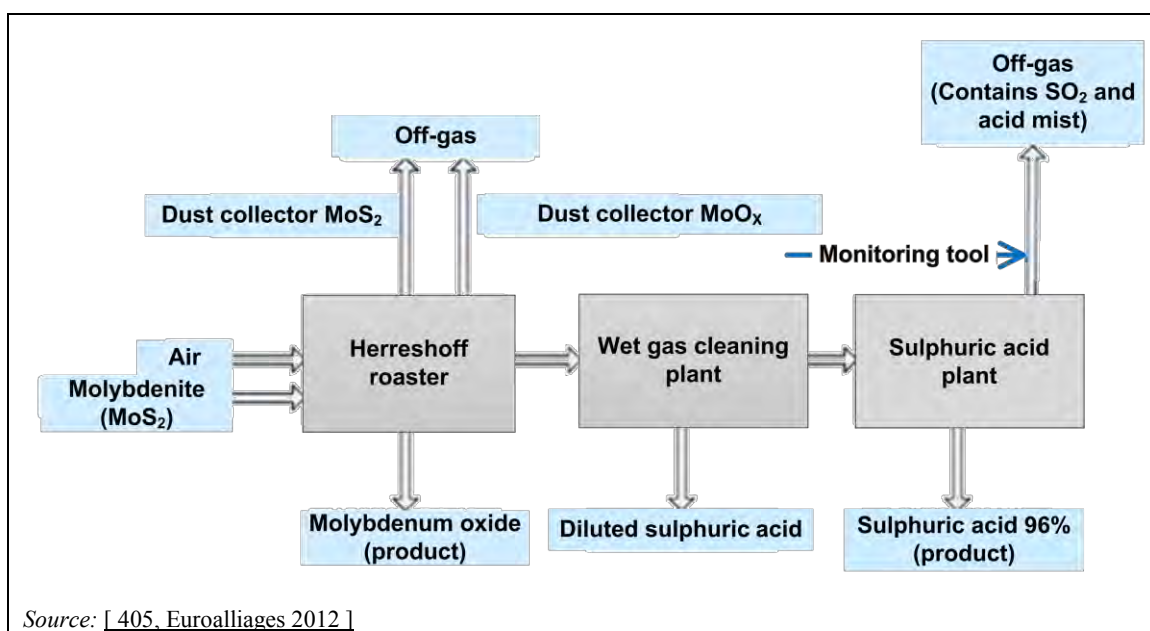 Off-gas
(Contains SO₂ and
acid mist)
Off-gas
Dust collector MoS₂
Dust collector MoOₓ
Monitoring tool
Air
Molybdenite
(MoS₂)
Herreshoff
roaster
Wet gas cleaning
plant
Sulphuric acid
plant
Molybdenum oxide
(product)
Diluted sulphuric acid
Sulphuric acid 96%
(product)
Source: [ 405, Euroalliages 2012 ]